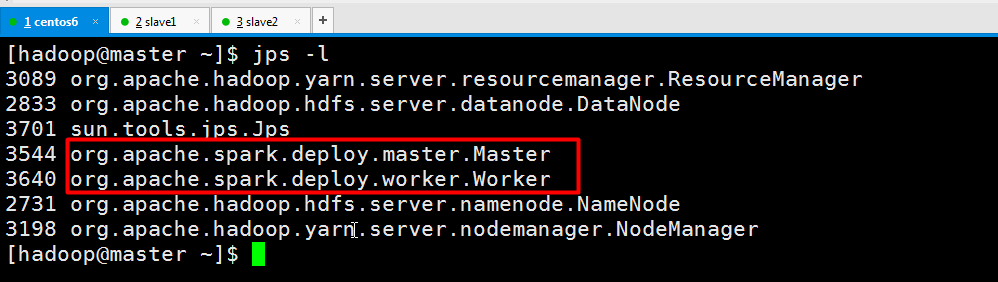 1 centos6 × 2 slave1 × 3 slave2 × +
[hadoop@master ~]$ jps -l
3089 org.apache.hadoop.yarn.server.resourcemanager.ResourceManager
2833 org.apache.hadoop.hdfs.server.datanode.DataNode
3701 sun.tools.jps.Jps
3544 org.apache.spark.deploy.master.Master
3640 org.apache.spark.deploy.worker.Worker
2731 org.apache.hadoop.hdfs.server.namenode.NameNode
3198 org.apache.hadoop.yarn.server.nodemanager.NodeManager
[hadoop@master ~]$